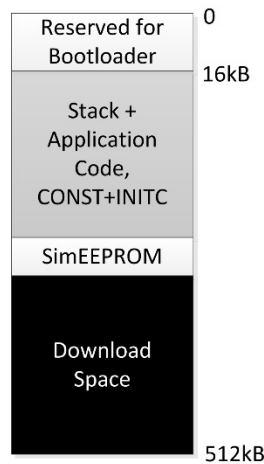 0
Reserved for
Bootloader
16kB
Stack +
Application
Code,
CONST+INITC
SimEEPROM
Download
Space
512kB